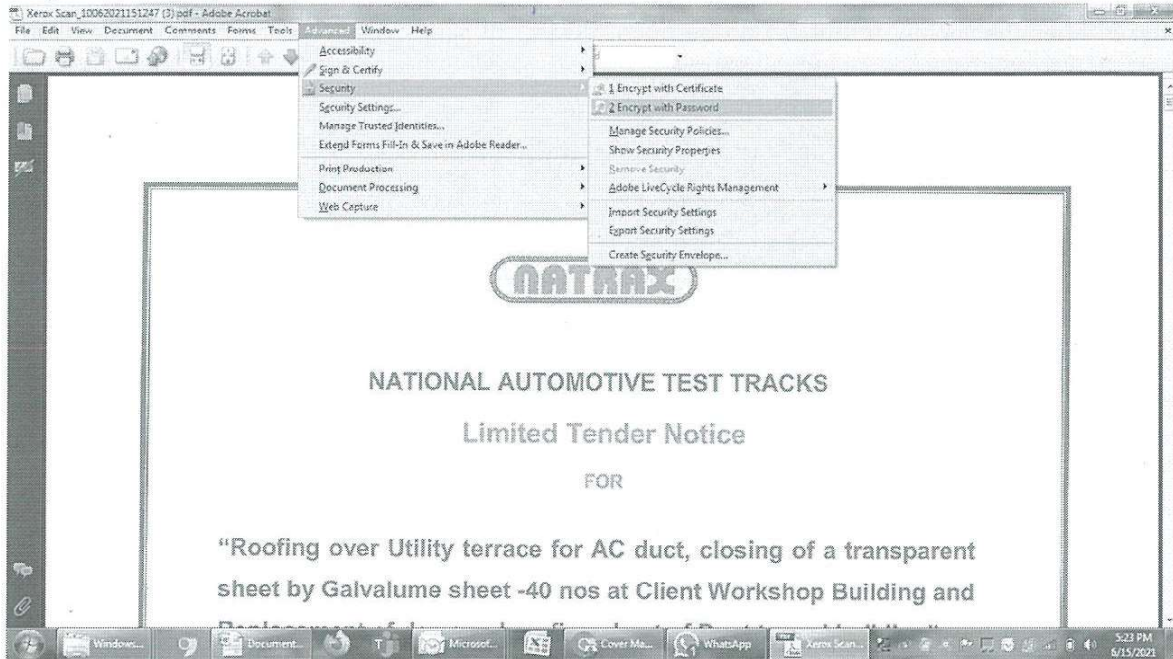 Xerox Scan_10062021151247 (3).pdf - Adobe Acrobat
File Edit View Document Comments Forms Tools Advanced Window Help
Accessibility
Sign & Certify
Security
Security Settings...
Manage Trusted Identities...
Extend Forms Fill-In & Save in Adobe Reader...
Print Production
Document Processing
Web Capture
1 Encrypt with Certificate
2 Encrypt with Password
Manage Security Policies...
Show Security Properties
Remove Security
Adobe LiveCycle Rights Management
Import Security Settings
Export Security Settings
Create Security Envelope...
NATRAX
NATIONAL AUTOMOTIVE TEST TRACKS
Limited Tender Notice
FOR
“Roofing over Utility terrace for AC duct, closing of a transparent
sheet by Galvalume sheet -40 nos at Client Workshop Building and
Windows... Document... Microsof... Cover Ma... WhatsApp Xerox Scan... 5:23 PM
6/15/2021